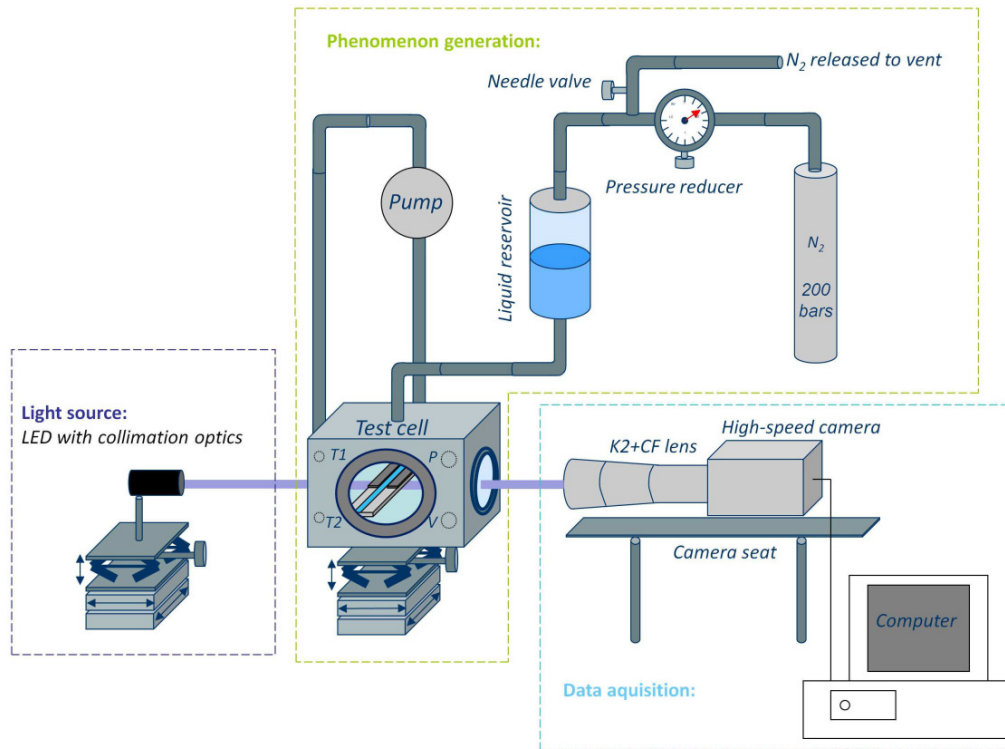 Phenomenon generation:
N₂ released to vent
Needle valve
Pressure reducer
Pump
Liquid reservoir
N₂
200
bars
Light source:
LED with collimation optics
Test cell
T1
P
T2
V
High-speed camera
K2+CF lens
Camera seat
Computer
Data aquisition: